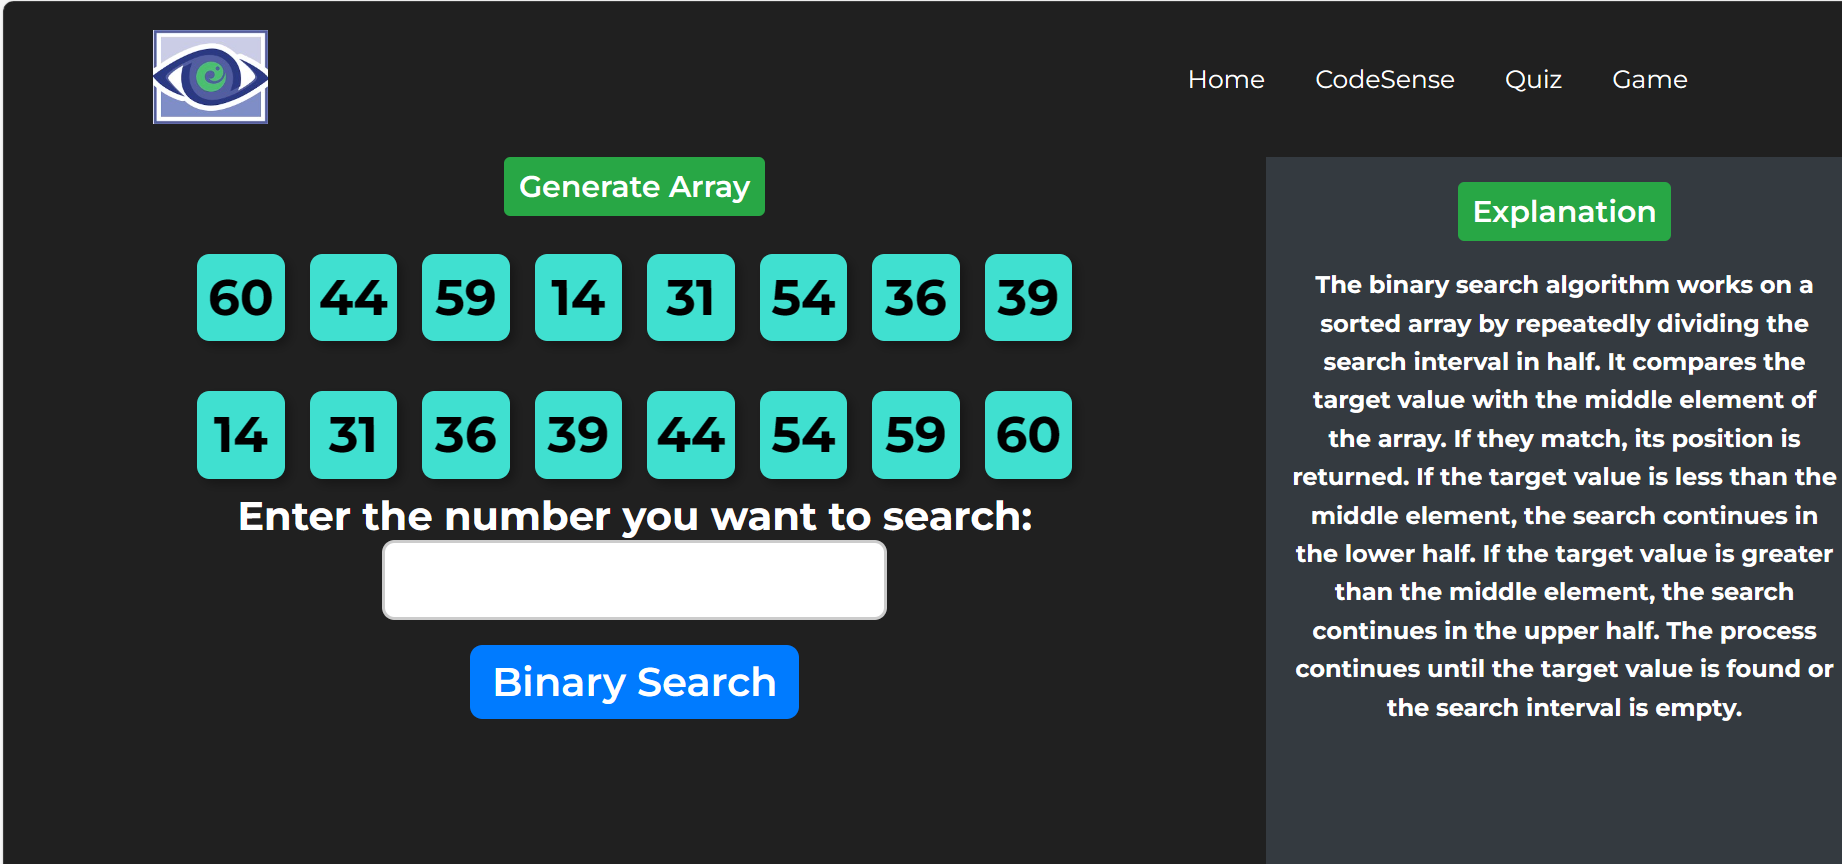 Home CodeSense Quiz Game
Generate Array
60 44 59 14 31 54 36 39
14 31 36 39 44 54 59 60
Enter the number you want to search:
Binary Search
Explanation
The binary search algorithm works on a
sorted array by repeatedly dividing the
search interval in half. It compares the
target value with the middle element of
the array. If they match, its position is
returned. If the target value is less than the
middle element, the search continues in
the lower half. If the target value is greater
than the middle element, the search
continues in the upper half. The process
continues until the target value is found or
the search interval is empty.